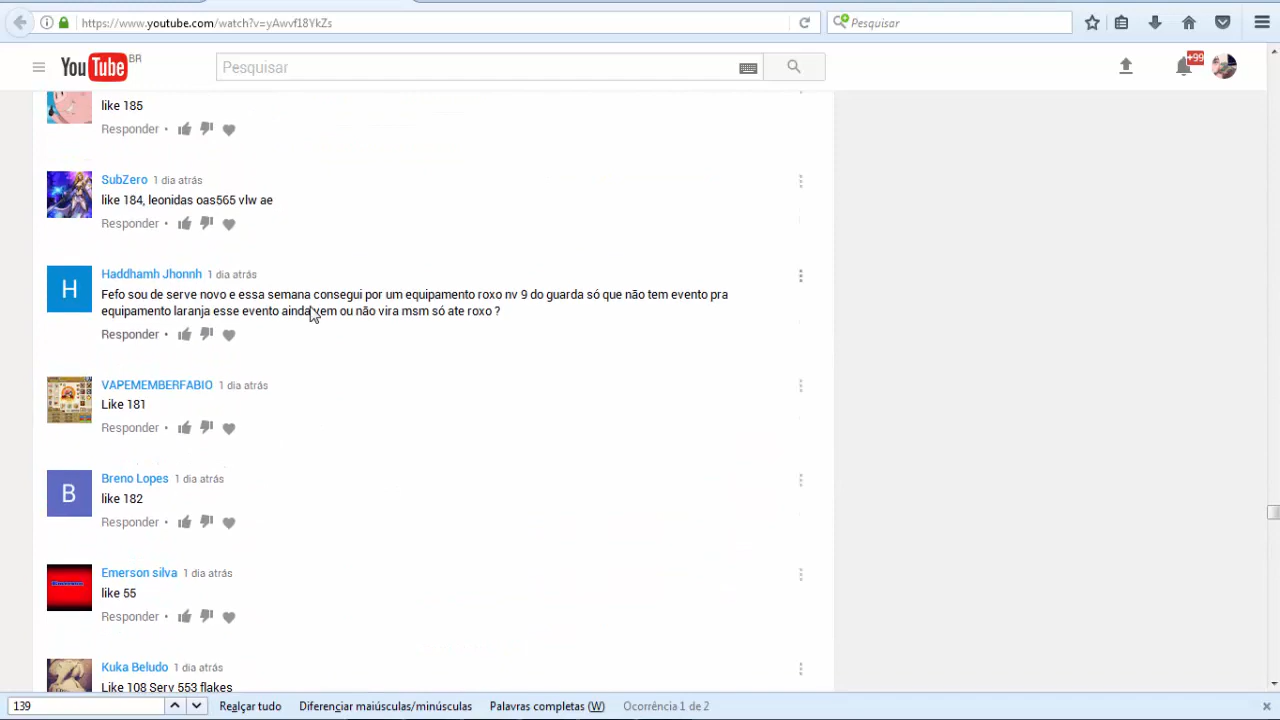 https://www.youtube.com/watch?v=yAwvf18YkZs
Pesquisar
YouTube BR
Pesquisar
+99
like 185
Responder •
SubZero 1 dia atrás
like 184, leonidas oas565 vlw ae
Responder •
H
Haddhamh Jhonnh 1 dia atrás
Fefo sou de serve novo e essa semana consegui por um equipamento roxo nv 9 do guarda só que não tem evento pra
equipamento laranja esse evento ainda vem ou não vira msm só ate roxo ?
Responder •
VAPEMEMBERFABIO 1 dia atrás
Like 181
Responder •
B
Breno Lopes 1 dia atrás
like 182
Responder •
Emerson silva 1 dia atrás
like 55
Responder •
Kuka Beludo 1 dia atrás
Like 108 Serv 553 flakes
139
Realçar tudo
Diferenciar maiúsculas/minúsculas
Palavras completas (W)
Ocorrência 1 de 2